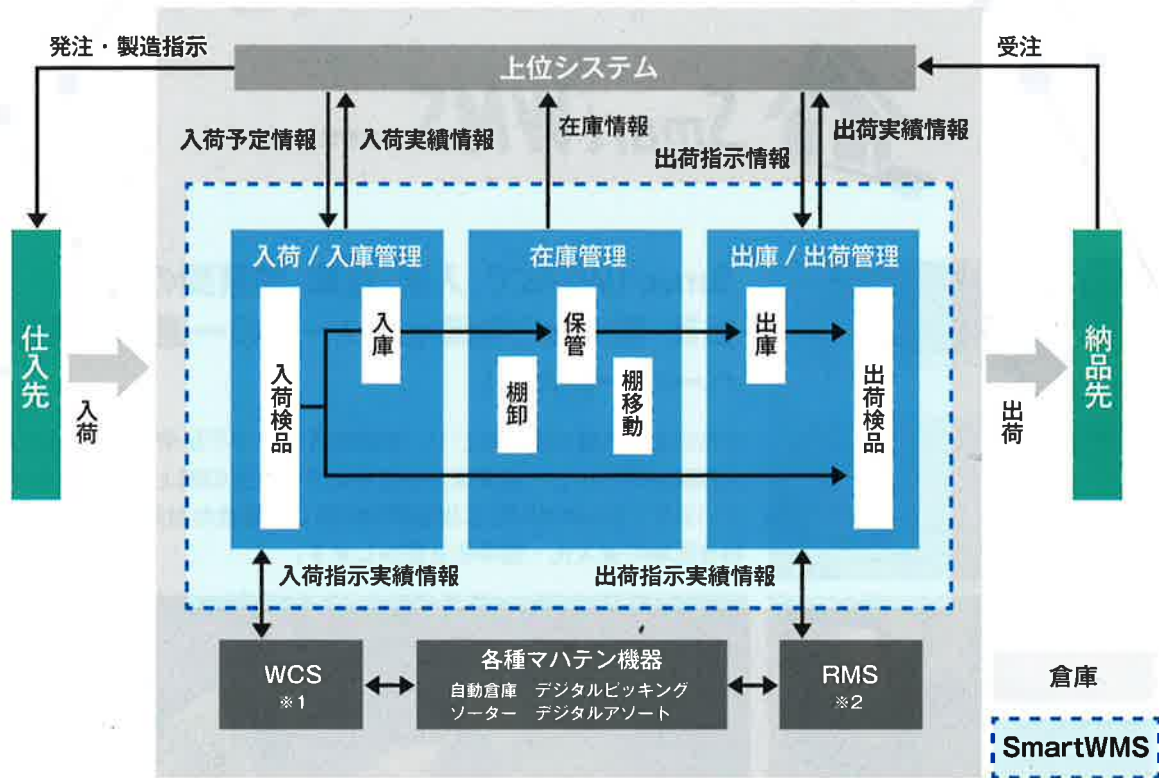 発注・製造指示
受注
上位システム
入荷予定情報
入荷実績情報
在庫情報
出荷指示情報
出荷実績情報
入荷 / 入庫管理
在庫管理
出庫 / 出荷管理
仕入先
入荷
入荷検品
入庫
保管
棚卸
棚移動
出庫
出荷検品
出荷
納品先
入荷指示実績情報
出荷指示実績情報
WCS
※1
各種マハテン機器
自動倉庫 デジタルピッキング
ソーター デジタルアソート
RMS
※2
倉庫
SmartWMS